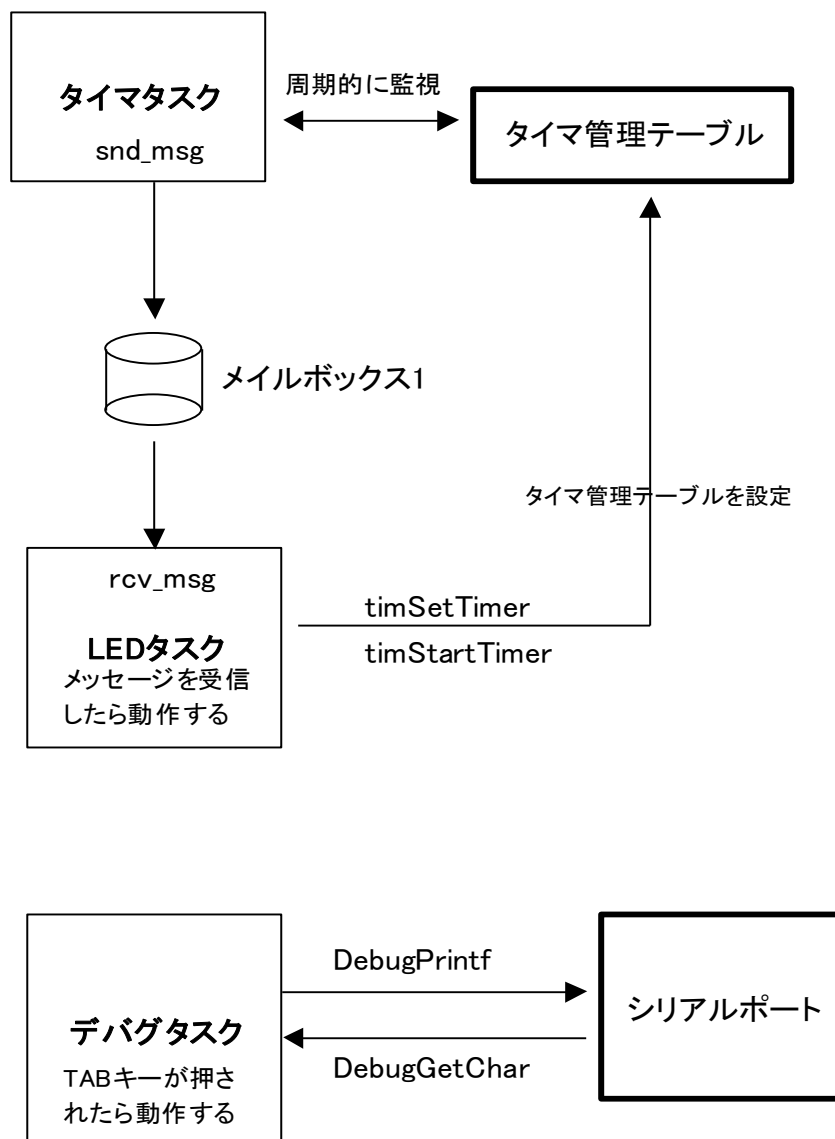 タイマタスク
snd_msg
周期的に監視
タイマ管理テーブル
メイルボックス1
タイマ管理テーブルを設定
rcv_msg
LEDタスク
メッセージを受信
したら動作する
timSetTimer
timStartTimer
デバグタスク
TABキーが押さ
れたら動作する
DebugPrintf
DebugGetChar
シリアルポート